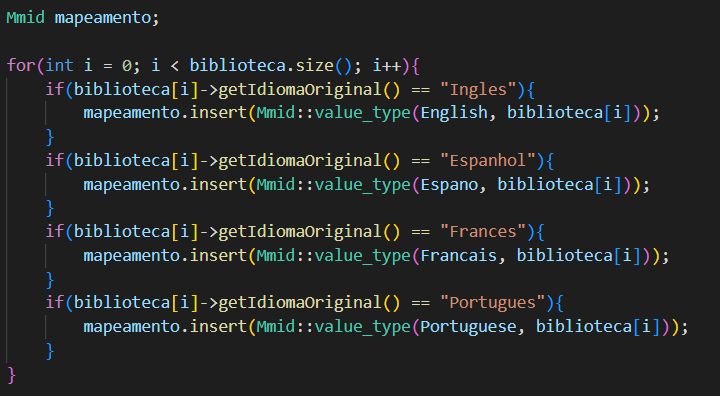 Mmid mapeamento;

for(int i = 0; i < biblioteca.size(); i++){
    if(biblioteca[i]->getIdiomaOriginal() == "Ingles"){
        mapeamento.insert(Mmid::value_type(English, biblioteca[i]));
    }
    if(biblioteca[i]->getIdiomaOriginal() == "Espanhol"){
        mapeamento.insert(Mmid::value_type(Espano, biblioteca[i]));
    }
    if(biblioteca[i]->getIdiomaOriginal() == "Frances"){
        mapeamento.insert(Mmid::value_type(Francais, biblioteca[i]));
    }
    if(biblioteca[i]->getIdiomaOriginal() == "Portugues"){
        mapeamento.insert(Mmid::value_type(Portuguese, biblioteca[i]));
    }
}